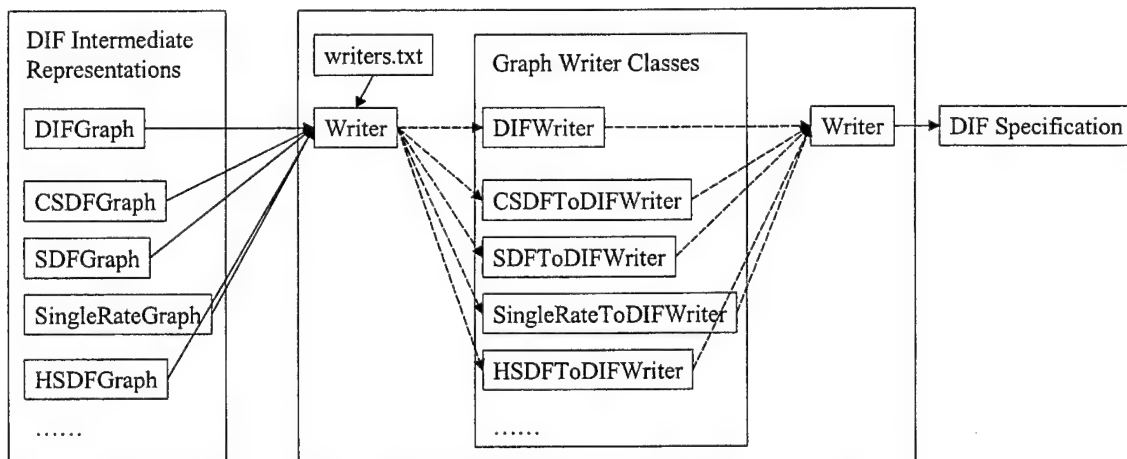 DIF Intermediate
Representations
DIFGraph
CSDFGraph
SDFGraph
SingleRateGraph
HSDFGraph
......
writers.txt
Writer
Graph Writer Classes
DIFWriter
CSDFToDIFWriter
SDFToDIFWriter
SingleRateToDIFWriter
HSDFToDIFWriter
......
Writer
DIF Specification